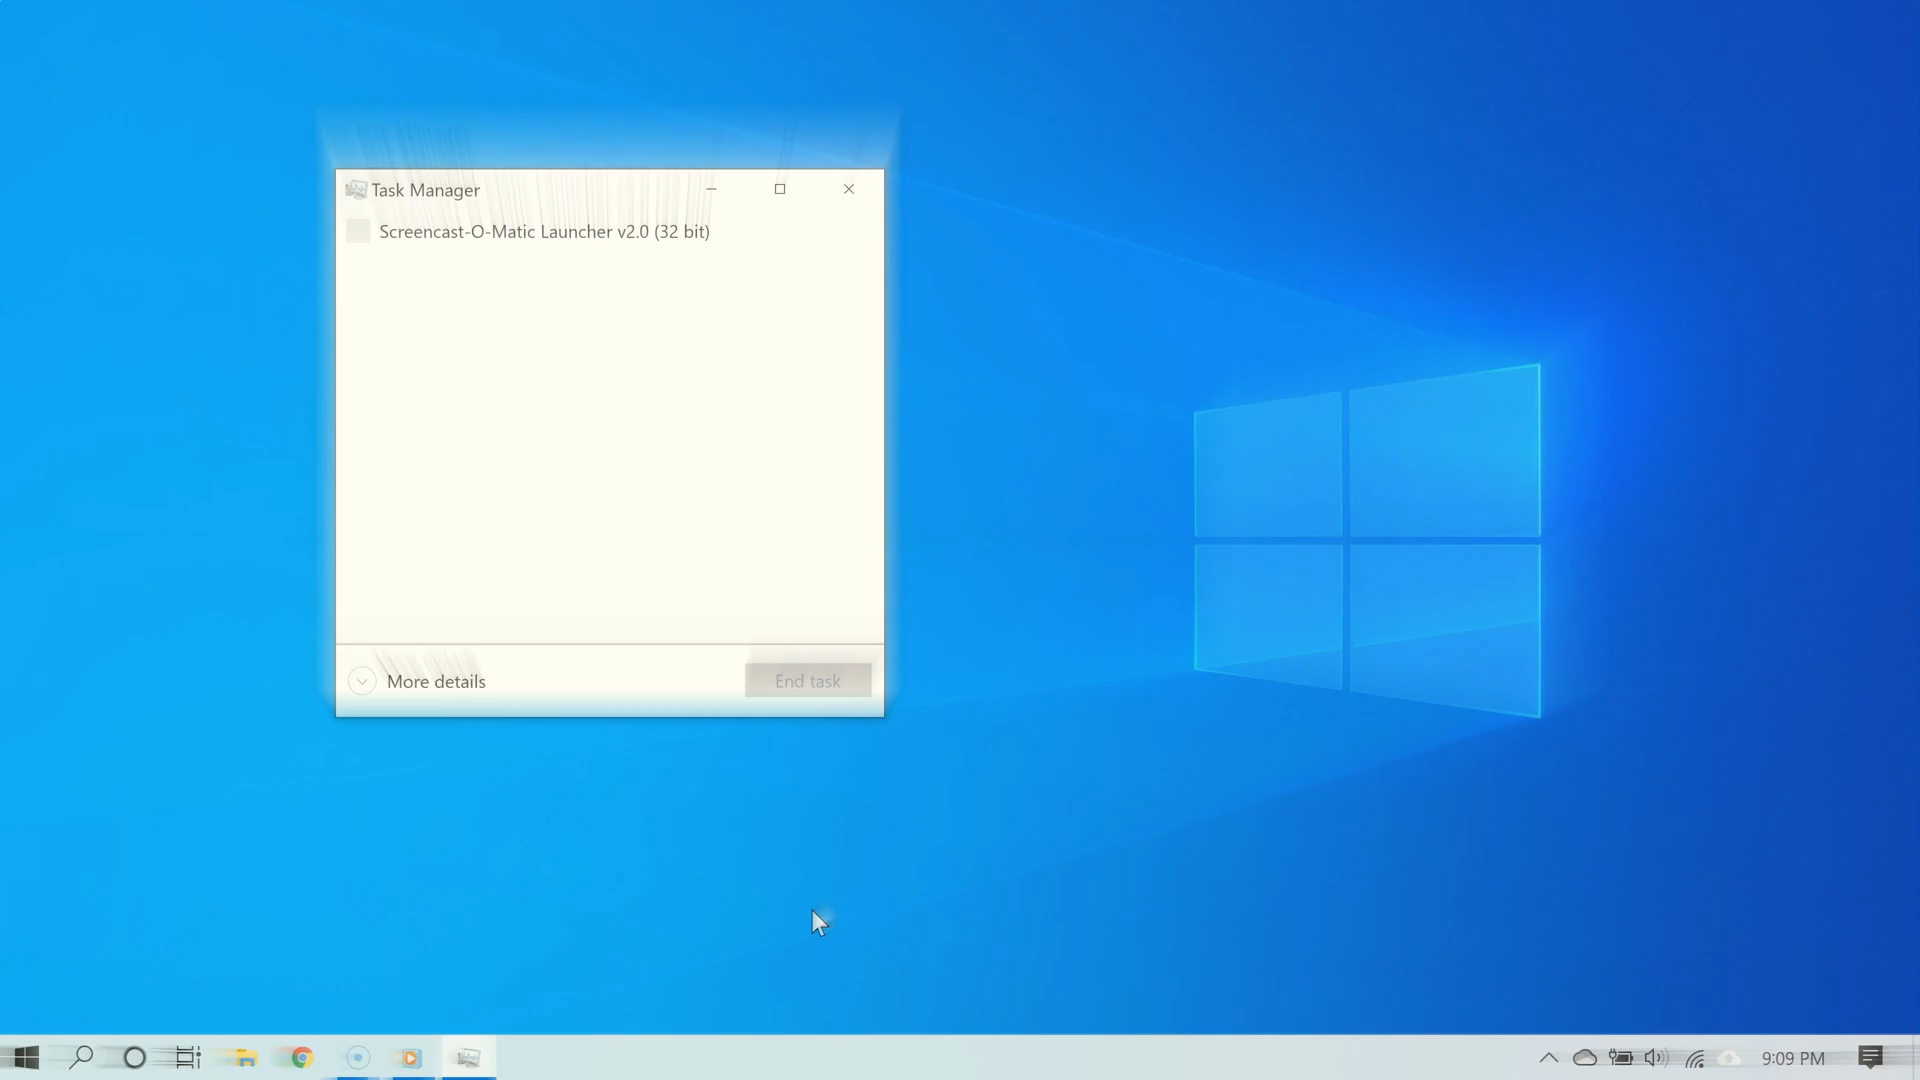 Task Manager
Screencast-O-Matic Launcher v2.0 (32 bit)
More details
End task
9:09 PM